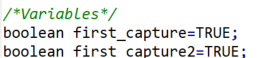 /*Variables*/
boolean first_capture=TRUE;
boolean first_capture2=TRUE;